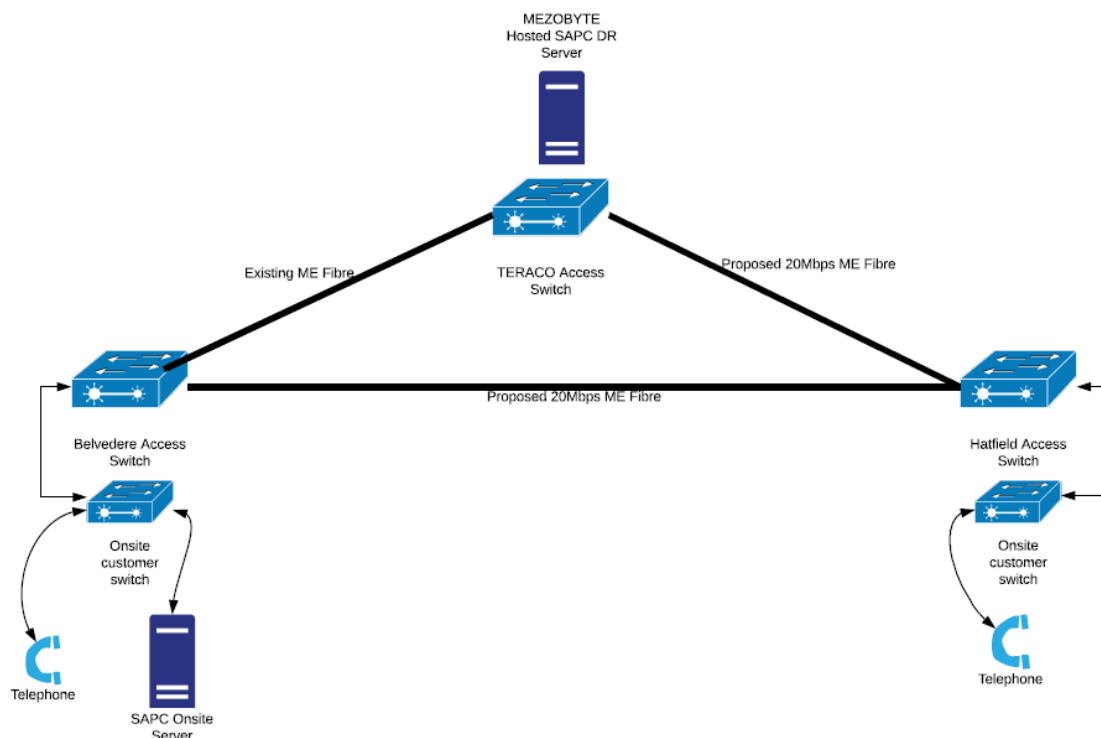 MEZOBYTE
Hosted SAPC DR
Server
Existing ME Fibre
TERACO Access
Switch
Proposed 20Mbps ME Fibre
Proposed 20Mbps ME Fibre
Belvedere Access
Switch
Hatfield Access
Switch
Onsite
customer
switch
Onsite
customer
switch
Telephone
Telephone
SAPC Onsite
Server